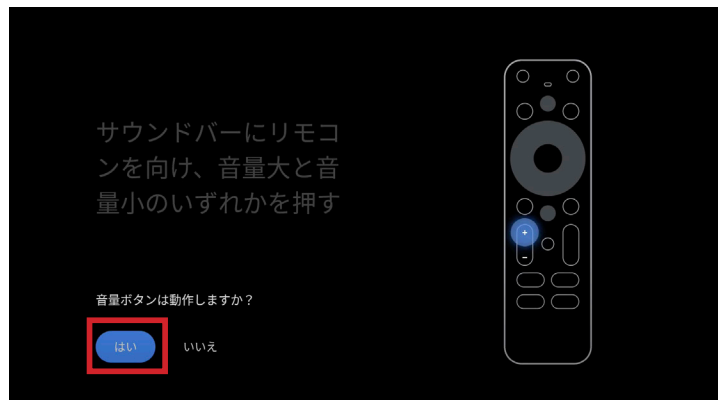 サウンドバーにリモコ
ンを向け、音量大と音
量小のいずれかを押す
音量ボタンは動作しますか？
はい
いいえ
+
−